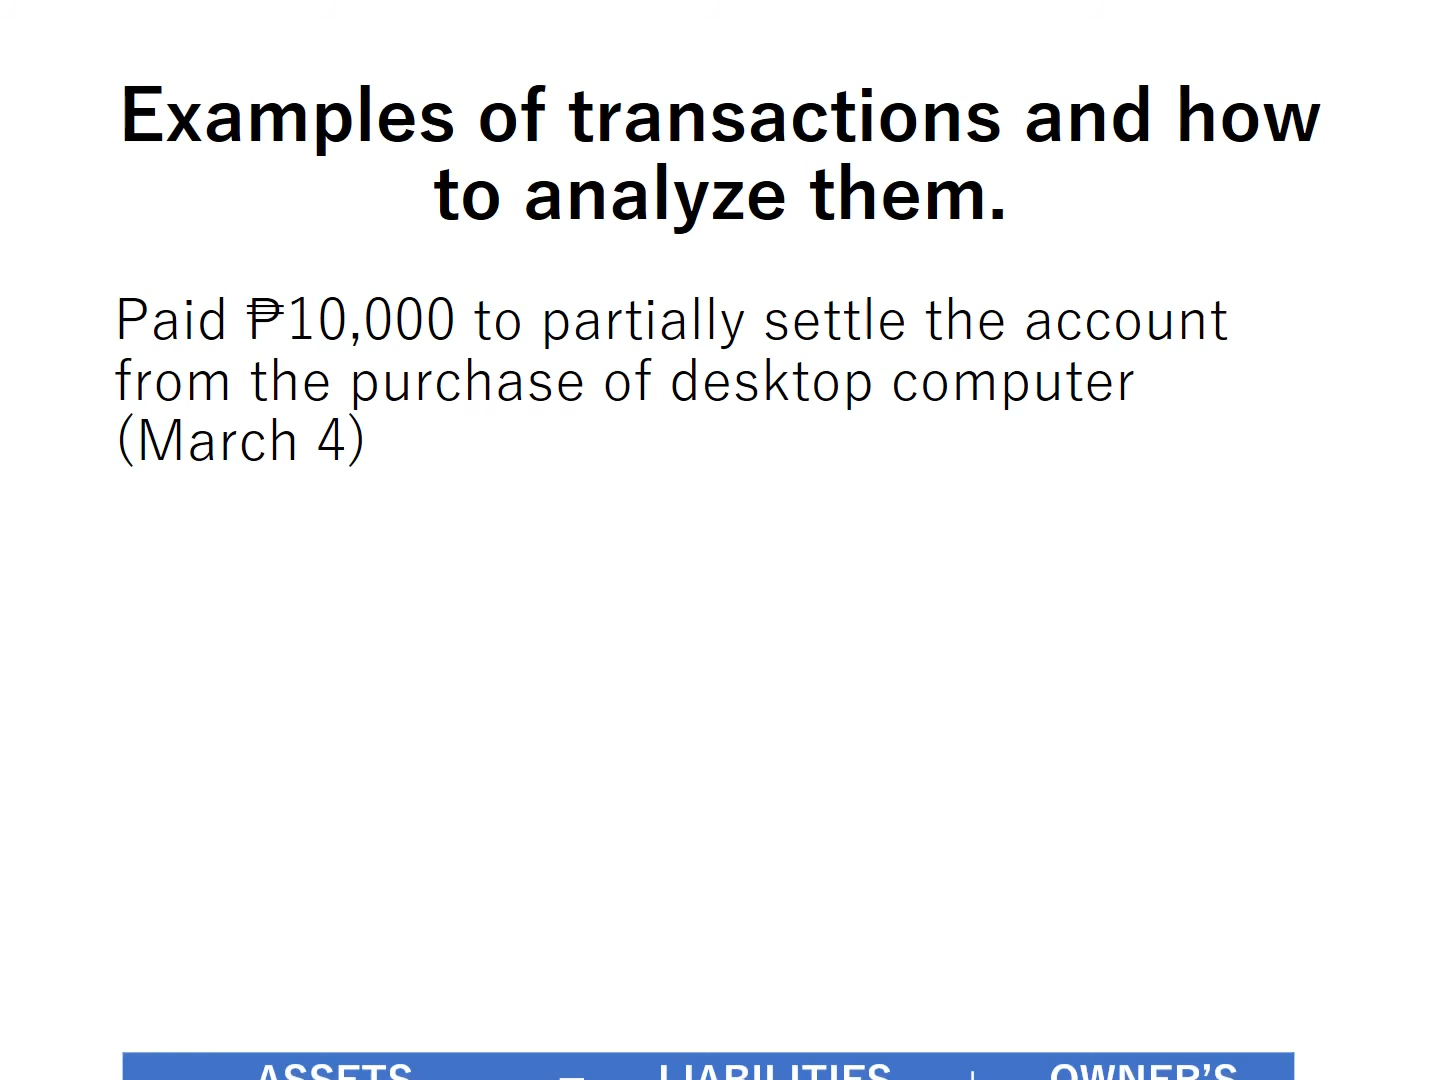 Examples of transactions and how
to analyze them.
Paid ₱10,000 to partially settle the account
from the purchase of desktop computer
(March 4)
ASSETS = LIABILITIES + OWNER’S